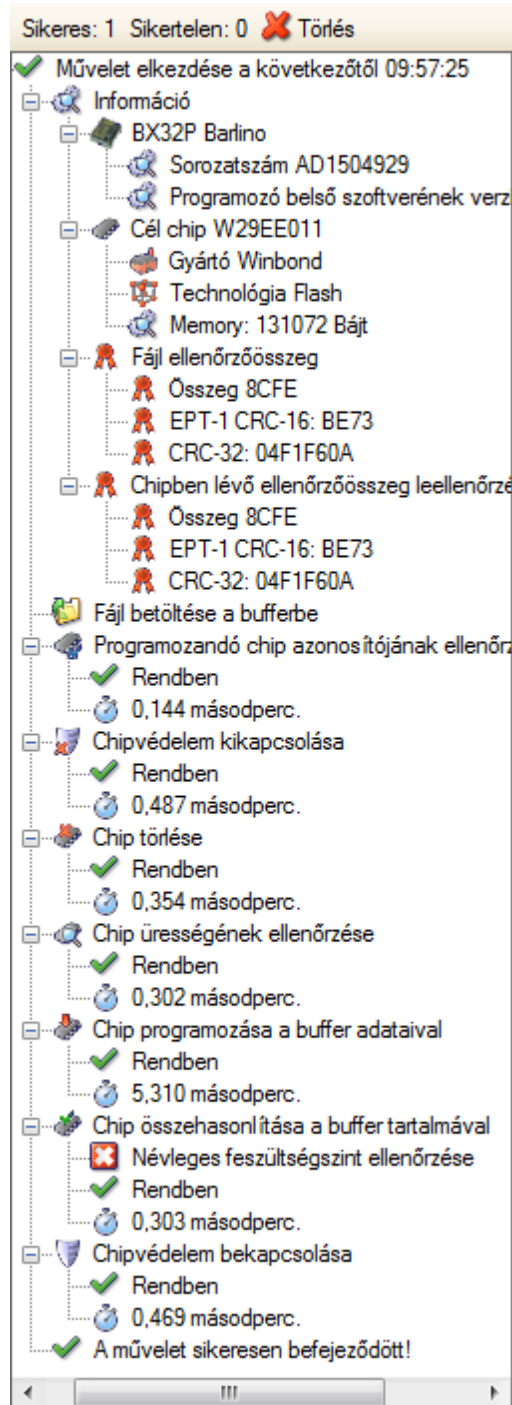 Sikeres: 1 Sikertelen: 0 Törlés
Művelet elkezdése a következőtől 09:57:25
Információ
BX32P Barlino
Sorozatszám AD1504929
Programozó belső szoftverének verz
Cél chip W29EE011
Gyártó Winbond
Technológia Flash
Memory: 131072 Bájt
Fájl ellenőrzőösszeg
Összeg 8CFE
EPT-1 CRC-16: BE73
CRC-32: 04F1F60A
Chipben lévő ellenőrzőösszeg leellenőrzé
Összeg 8CFE
EPT-1 CRC-16: BE73
CRC-32: 04F1F60A
Fájl betöltése a bufferbe
Programozandó chip azonosítójának ellenőrz
Rendben
0,144 másodperc.
Chipvédelem kikapcsolása
Rendben
0,487 másodperc.
Chip törlése
Rendben
0,354 másodperc.
Chip ürességének ellenőrzése
Rendben
0,302 másodperc.
Chip programozása a buffer adataival
Rendben
5,310 másodperc.
Chip összehasonlítása a buffer tartalmával
Névleges feszültségszint ellenőrzése
Rendben
0,303 másodperc.
Chipvédelem bekapcsolása
Rendben
0,469 másodperc.
A művelet sikeresen befejeződött!